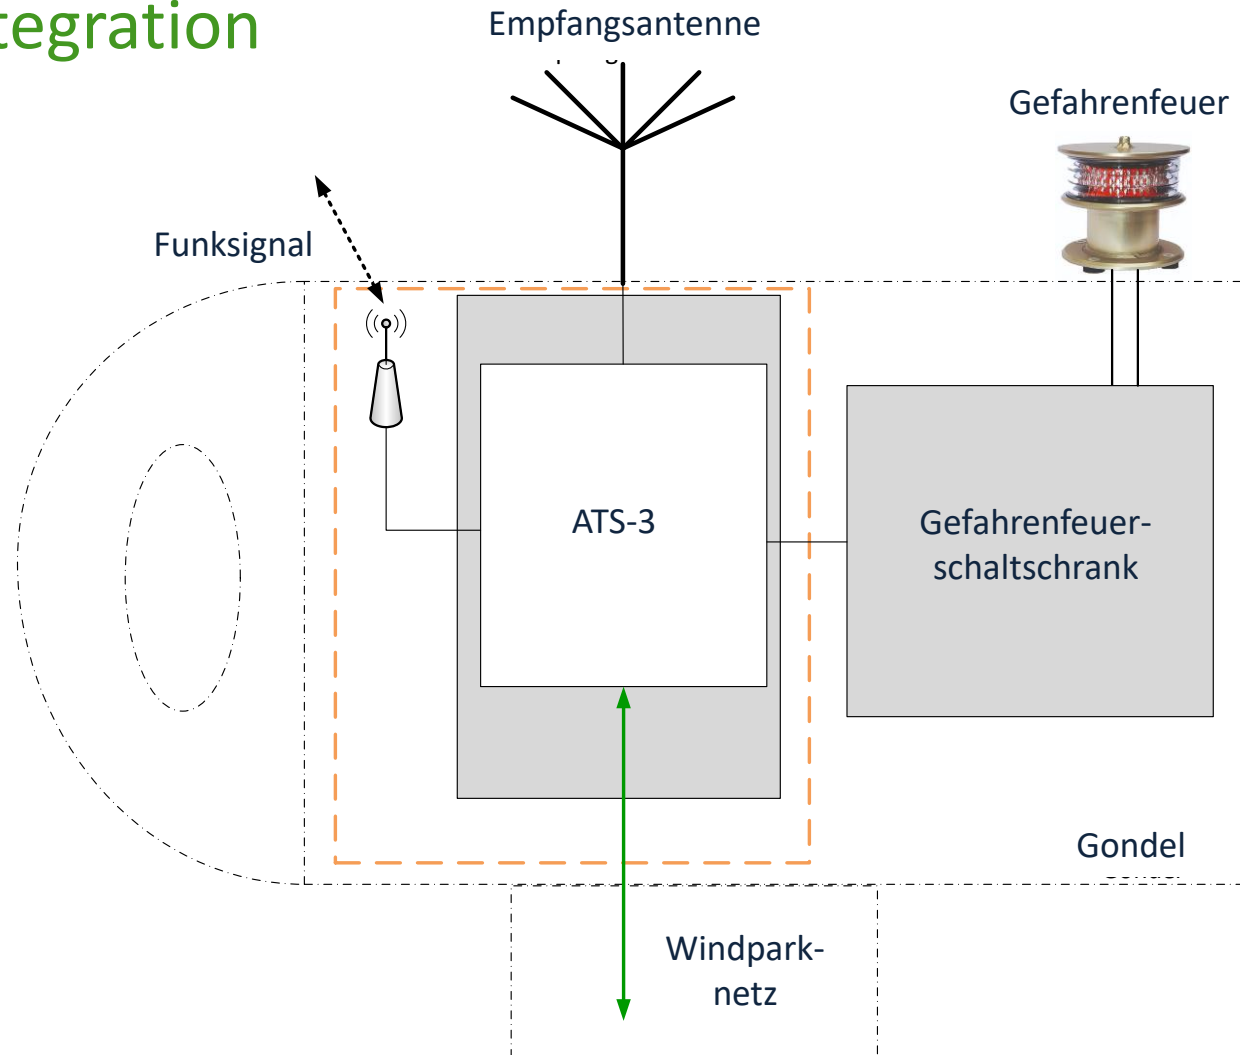 tegration
Empfangsantenne
Gefahrenfeuer
Funksignal
ATS-3
Gefahrenfeuer-
schaltschrank
Gondel
Windpark-
netz